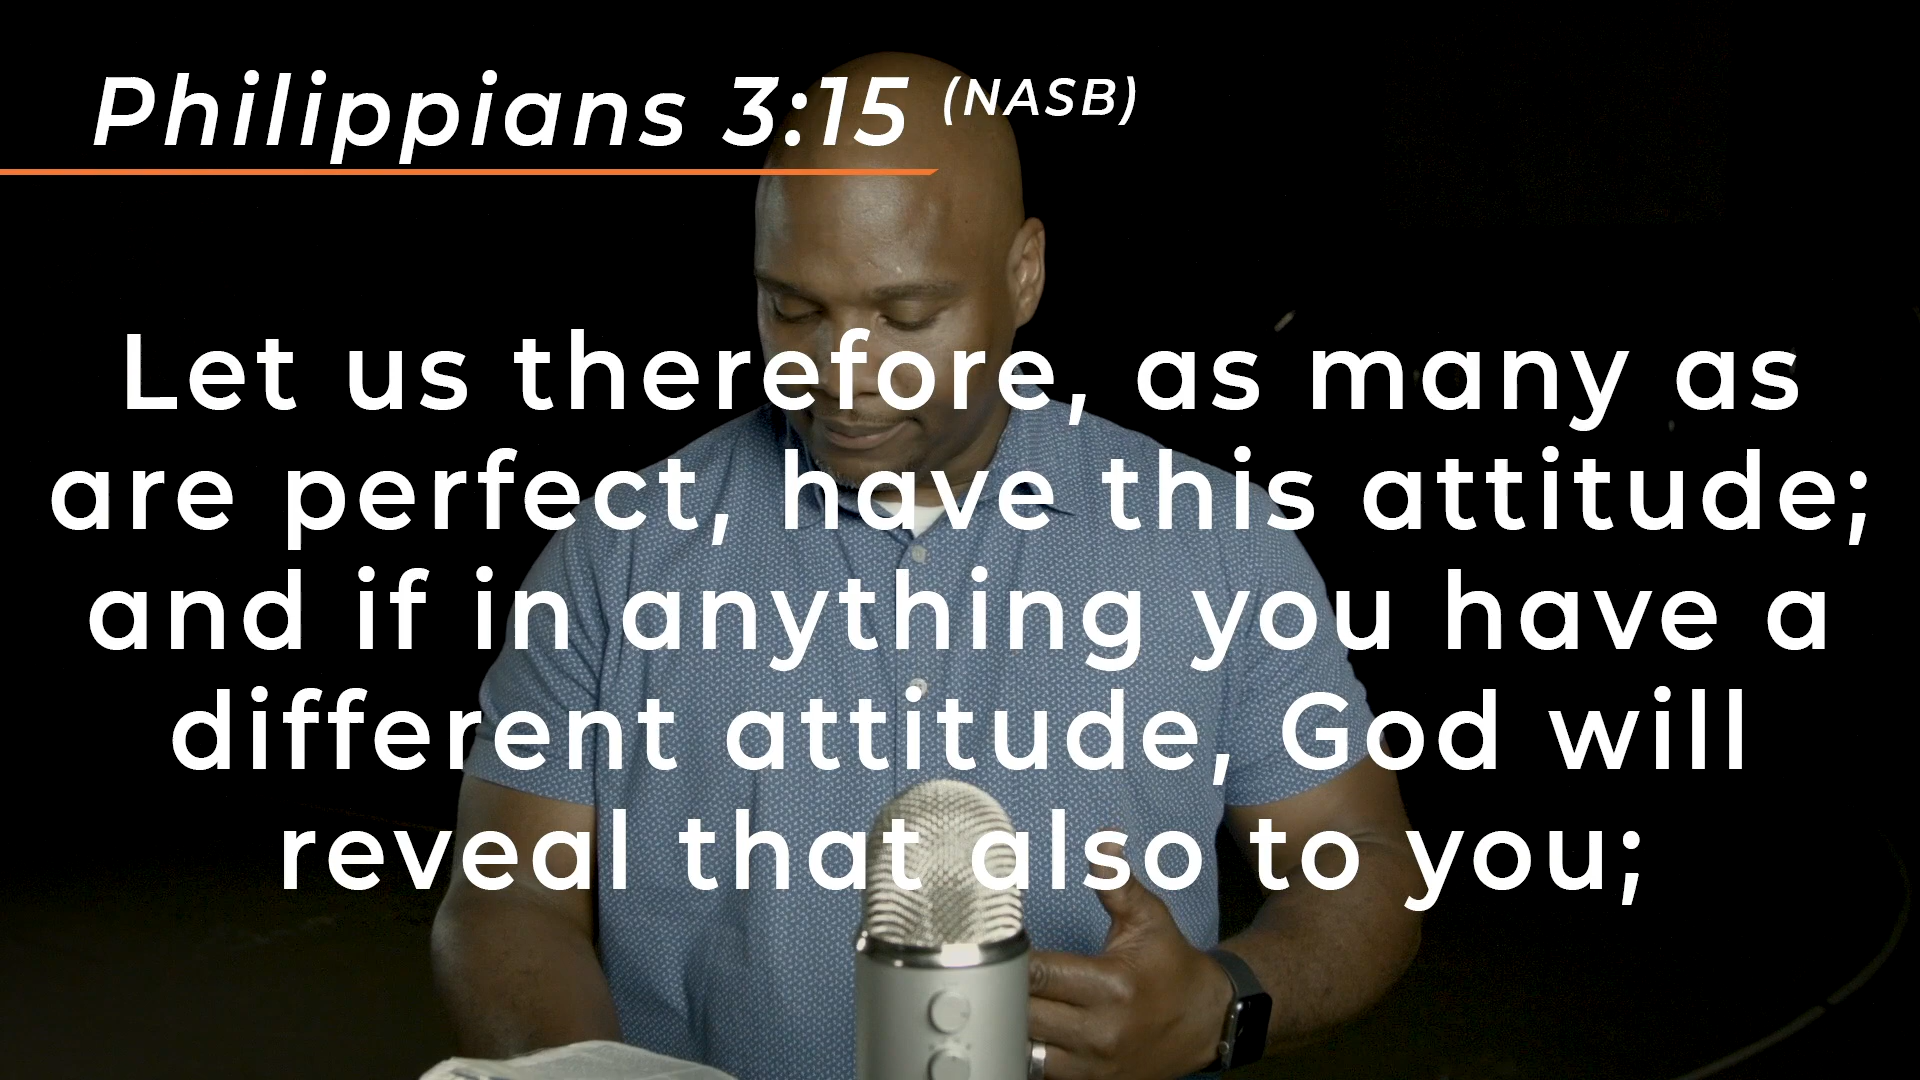 Philippians 3:15 (NASB)
Let us therefore, as many as
are perfect, have this attitude;
and if in anything you have a
different attitude, God will
reveal that also to you;